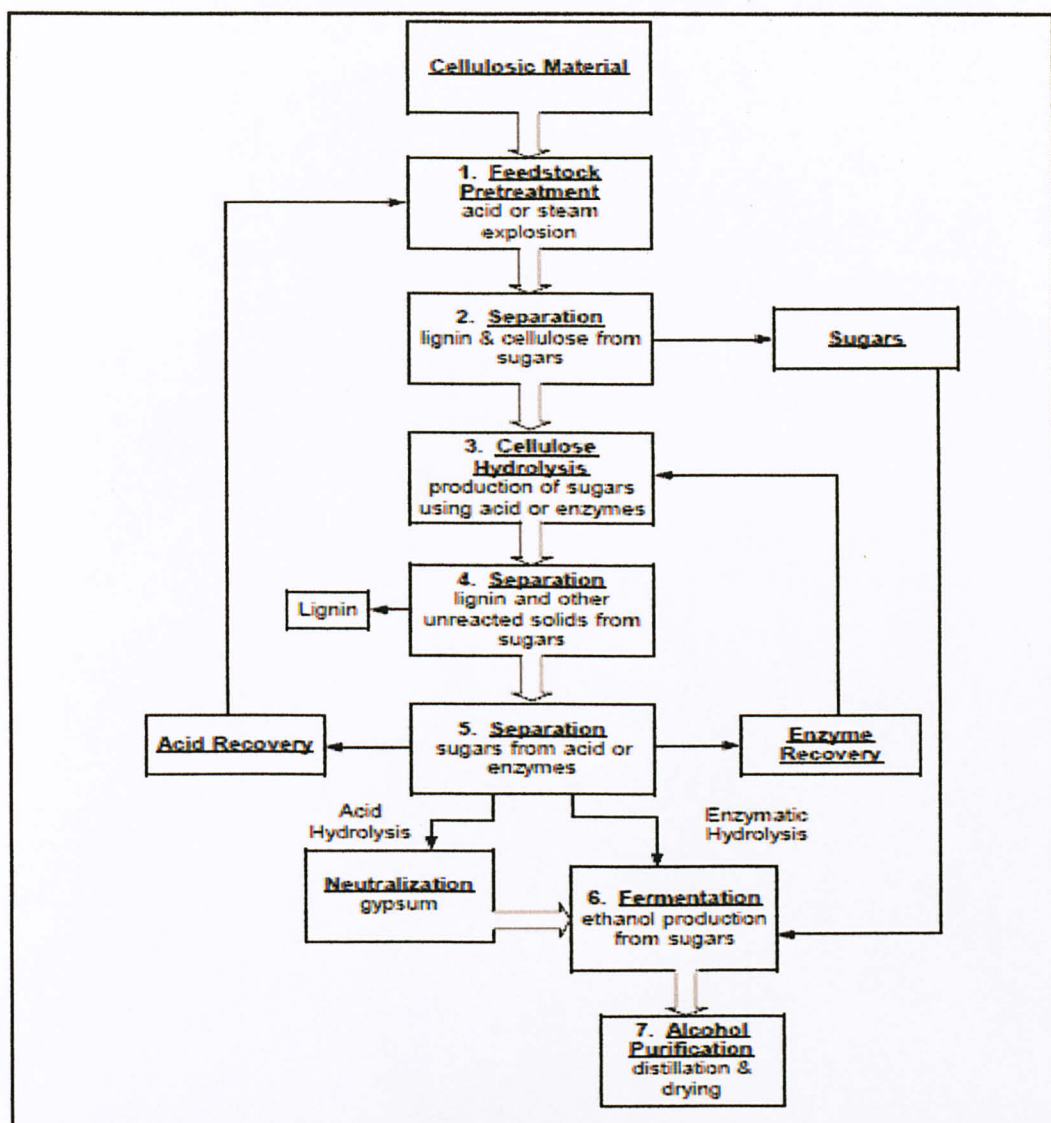 Cellulosic Material
1. Feedstock
Pretreatment
acid or steam
explosion
2. Separation
lignin & cellulose from
sugars
Sugars
3. Cellulose
Hydrolysis
production of sugars
using acid or enzymes
4. Separation
lignin and other
unreacted solids from
sugars
Lignin
5. Separation
sugars from acid or
enzymes
Acid Recovery
Enzyme
Recovery
Acid
Hydrolysis
Enzymatic
Hydrolysis
Neutralization
gypsum
6. Fermentation
ethanol production
from sugars
7. Alcohol
Purification
distillation &
drying